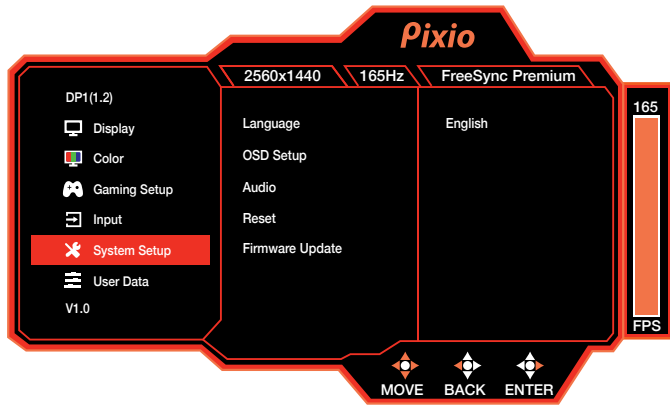 Pixio
2560x1440 165Hz FreeSync Premium
DP1(1.2)
Display
Color
Gaming Setup
Input
System Setup
User Data
V1.0
Language English
OSD Setup
Audio
Reset
Firmware Update
165
FPS
MOVE BACK ENTER